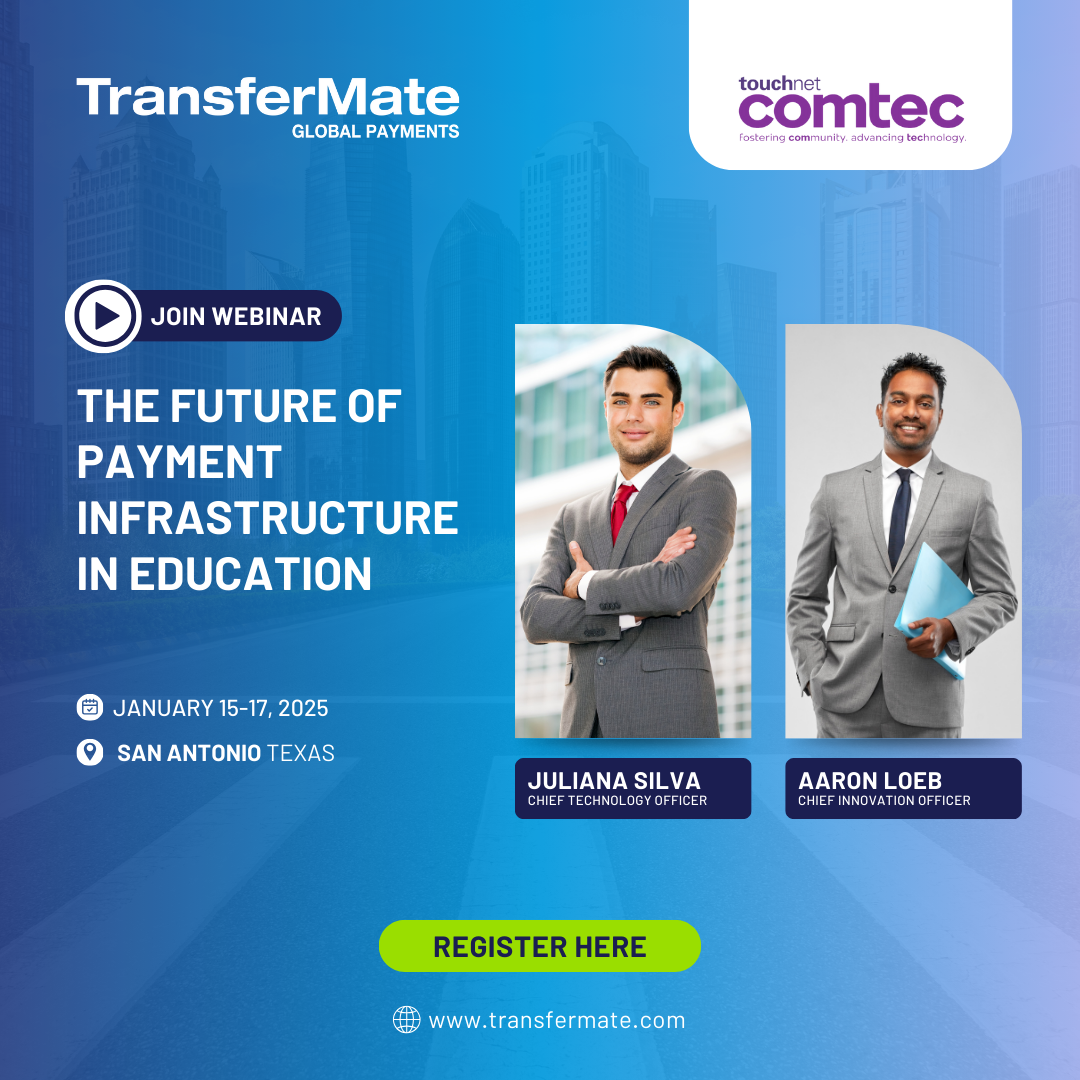 TransferMate
GLOBAL PAYMENTS
touchnet
comtec
fostering community. advancing technology.
JOIN WEBINAR
THE FUTURE OF
PAYMENT
INFRASTRUCTURE
IN EDUCATION
JANUARY 15-17, 2025
SAN ANTONIO TEXAS
JULIANA SILVA
CHIEF TECHNOLOGY OFFICER
AARON LOEB
CHIEF INNOVATION OFFICER
REGISTER HERE
www.transfermate.com